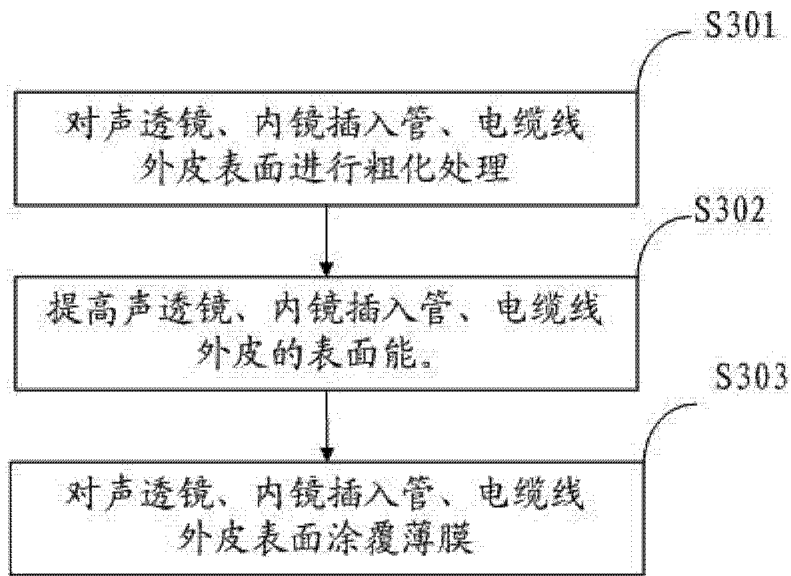 S301
对声透镜、内镜插入管、电缆线
外皮表面进行粗化处理
S302
提高声透镜、内镜插入管、电缆线
外皮的表面能。
S303
对声透镜、内镜插入管、电缆线
外皮表面涂覆薄膜